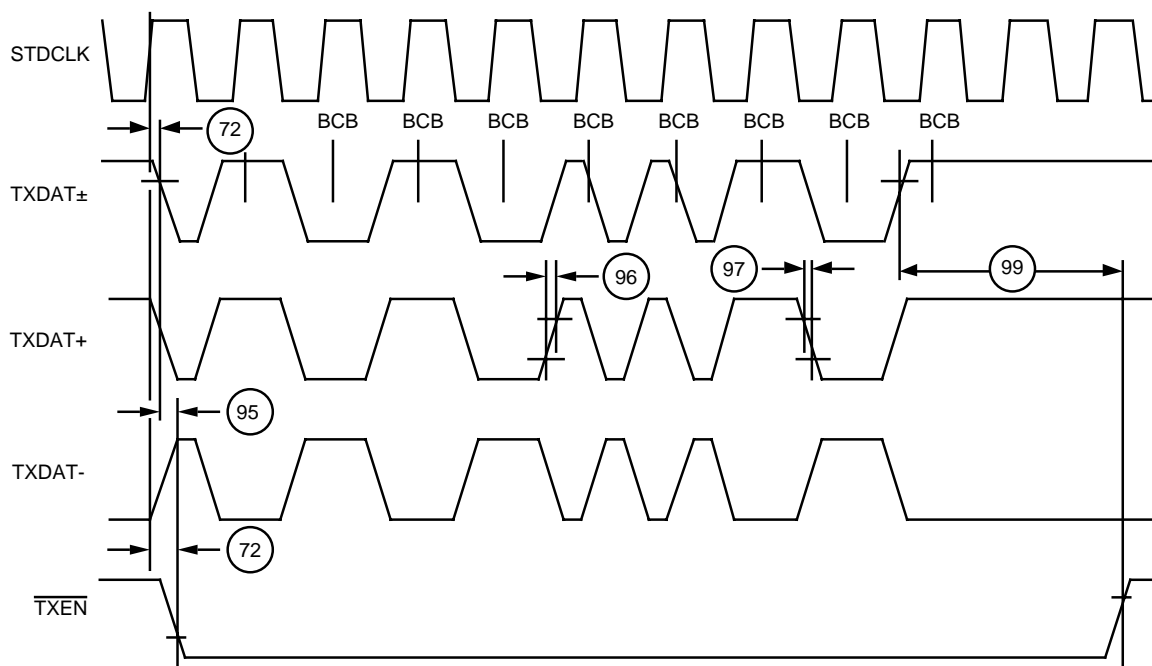 STDCLK
72 BCB BCB BCB BCB BCB BCB BCB BCB
TXDAT±
96 97 99
TXDAT+
95
TXDAT-
72
TXEN